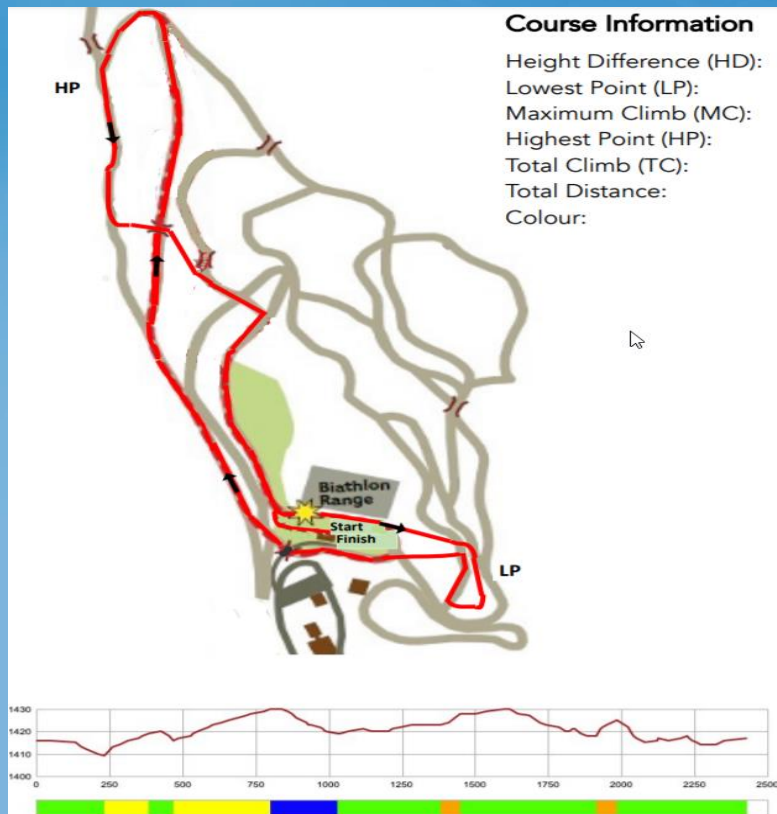 Course Information
Height Difference (HD):
Lowest Point (LP):
Maximum Climb (MC):
Highest Point (HP):
Total Climb (TC):
Total Distance:
Colour:
HP
Biathlon
Range
Start
Finish
LP
1430
1420
1410
1400
0 250 500 750 1000 1250 1500 1750 2000 2250 2500